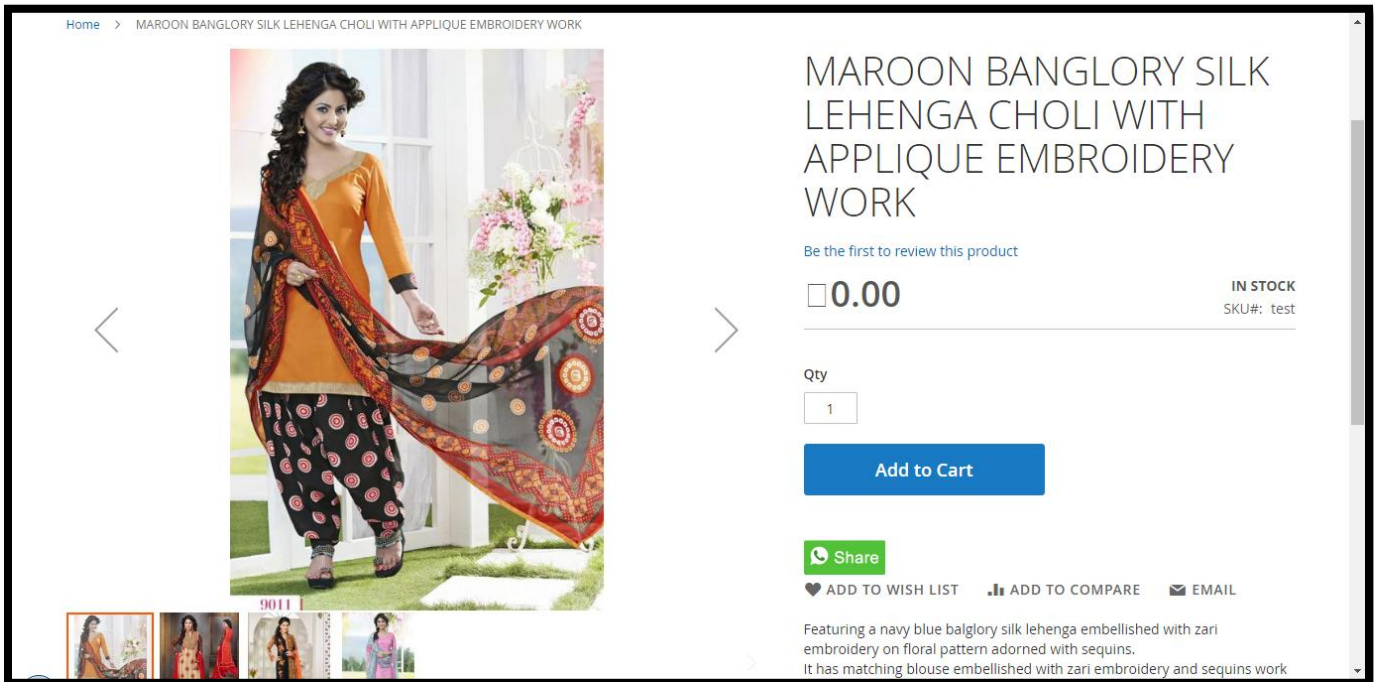 Home > MAROON BANGLORY SILK LEHENGA CHOLI WITH APPLIQUE EMBROIDERY WORK
MAROON BANGLORY SILK
LEHENGA CHOLI WITH
APPLIQUE EMBROIDERY
WORK
Be the first to review this product
0.00
IN STOCK
SKU#: test
Qty
1
Add to Cart
Share
ADD TO WISH LIST ADD TO COMPARE EMAIL
9011
Featuring a navy blue balglory silk lehenga embellished with zari
embroidery on floral pattern adorned with sequins.
It has matching blouse embellished with zari embroidery and sequins work